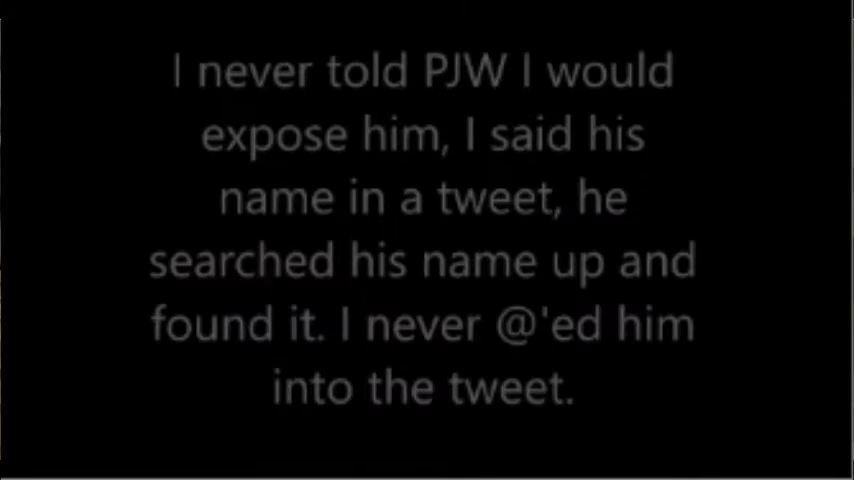 I never told PJW I would
expose him, I said his
name in a tweet, he
searched his name up and
found it. I never @'ed him
into the tweet.